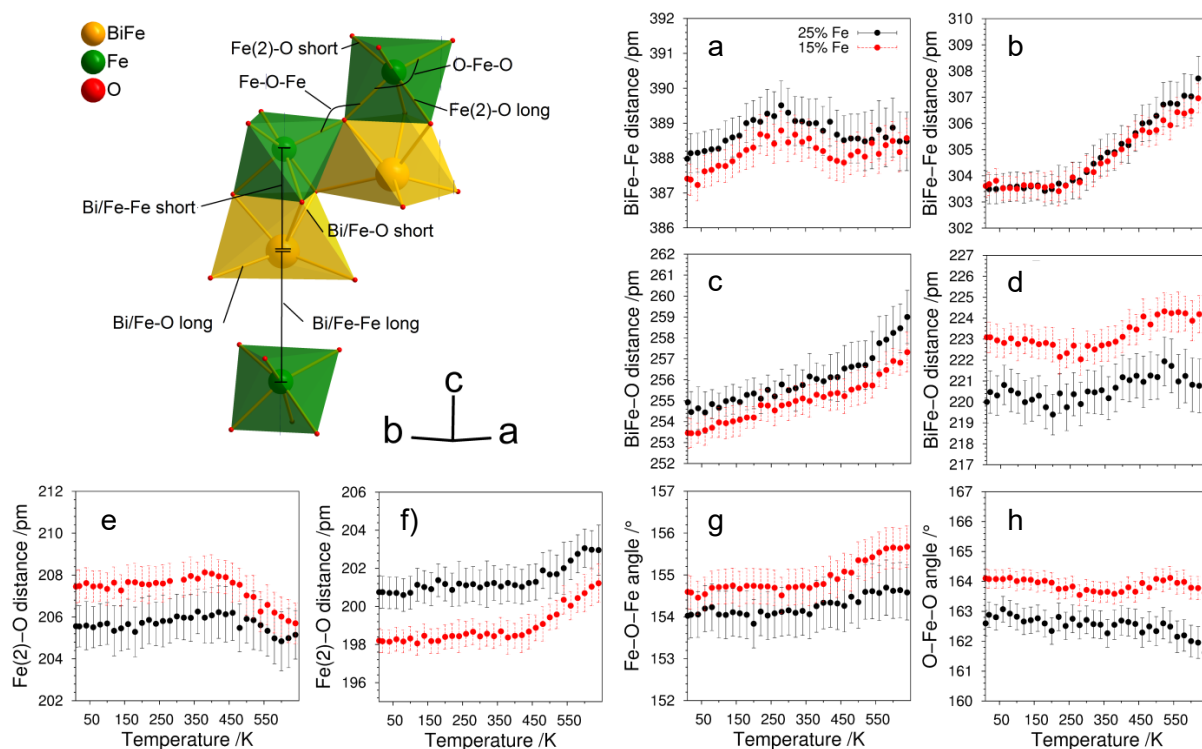 BiFe
Fe
O
Fe(2)-O short
O-Fe-O
Fe-O-Fe
Fe(2)-O long
Bi/Fe-Fe short
Bi/Fe-O short
Bi/Fe-O long
Bi/Fe-Fe long
c
b
a
a
25% Fe
15% Fe
BiFe–Fe distance /pm
392
391
390
389
388
387
386
b
BiFe–Fe distance /pm
310
309
308
307
306
305
304
303
302
c
BiFe–O distance /pm
262
261
260
259
258
257
256
255
254
253
252
d
BiFe–O distance /pm
227
226
225
224
223
222
221
220
219
218
217
e
Fe(2)–O distance /pm
212
210
208
206
204
202
50 150 250 350 450 550
Temperature /K
f)
Fe(2)–O distance /pm
206
204
202
200
198
196
50 150 250 350 450 550
Temperature /K
g
Fe–O–Fe angle /°
157
156
155
154
153
152
50 150 250 350 450 550
Temperature /K
h
O–Fe–O angle /°
167
166
165
164
163
162
161
160
50 150 250 350 450 550
Temperature /K